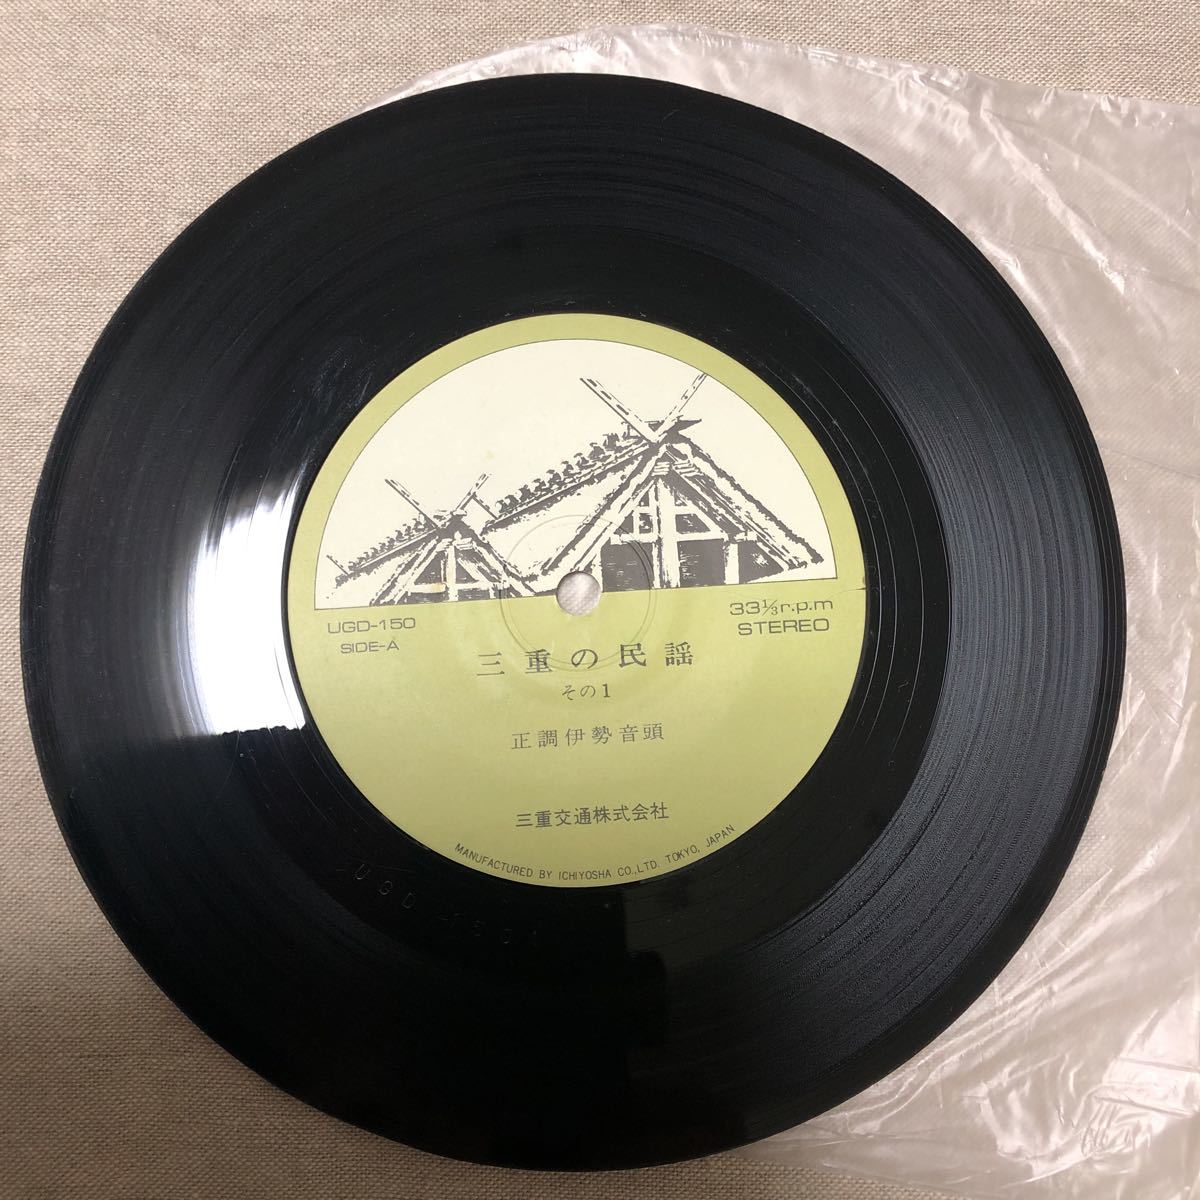 UGD-150
SIDE-A
33⅓r.p.m
STEREO
三重の民謡
その1
正調伊勢音頭
三重交通株式会社
MANUFACTURED BY ICHIYOSHA CO.,LTD. TOKYO, JAPAN